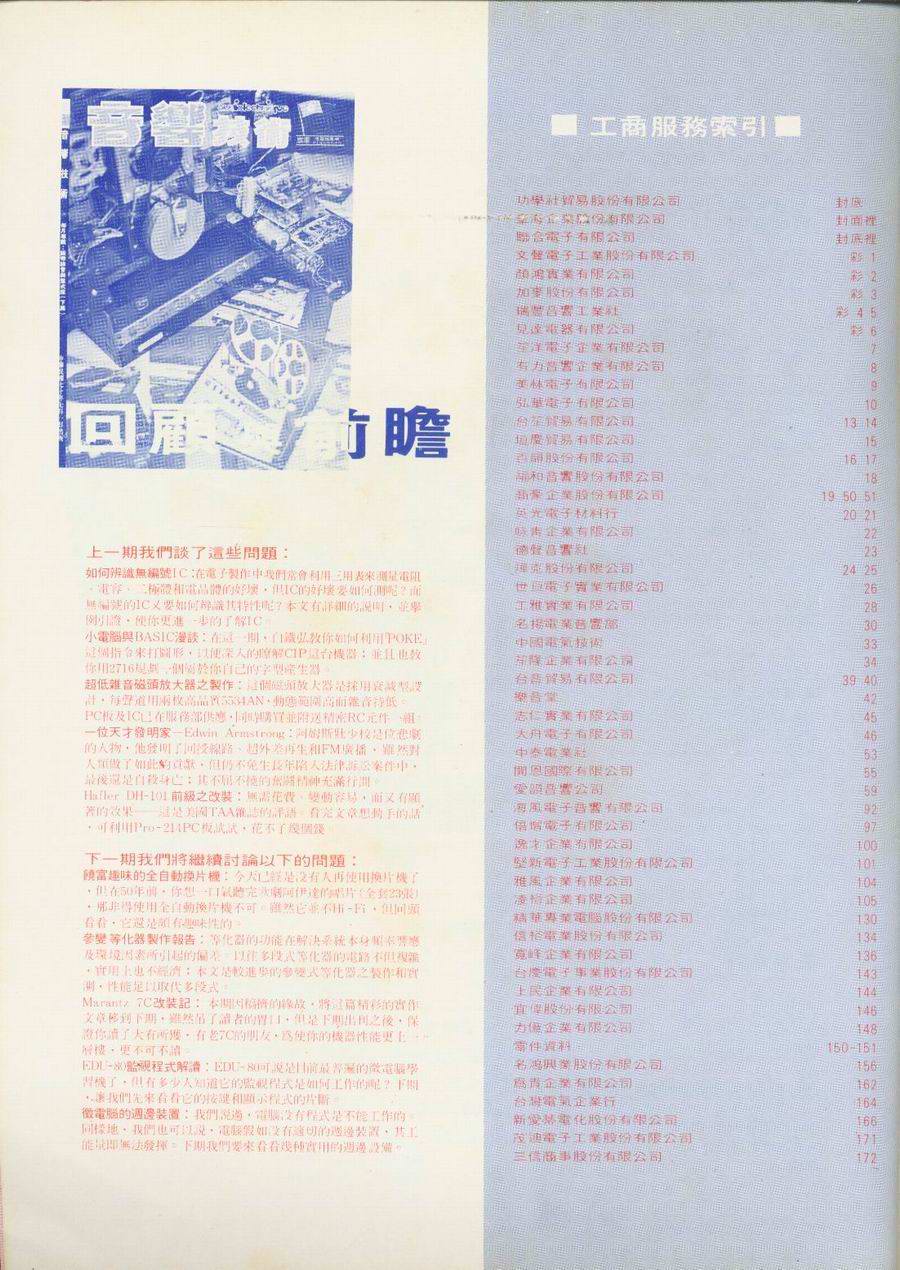 音響技術
回顧與前瞻
上一期我們談了這些問題：
如何辨識無編號IC：在電子製作中我們常會利用三用表來測量電阻
、電容、二極體和電晶體的好壞，但IC的好壞要如何測呢？而
無編號的IC又要如何辨識其特性呢？本文有詳細的說明，並舉
例引證，使你更進一步的了解IC。
小電腦與BASIC漫談：在這一期，白鐵弘教你如何利用「POKE」
這個指令來打圖形，以便深入的瞭解CIP這台機器；並且也教
你用2716規劃一個屬於你自己的字型產生器。
超低雜音磁頭放大器之製作：這個磁頭放大器是採用衰減型設
計，每聲道用兩枚高品質5534AN，動態範圍高而雜音特低。
PC板及IC已在服務部供應，同時購買並附送精密RC元件一組。
一位天才發明家－Edwin Armstrong：阿姆斯壯少校是位悲劇
的人物，他發明了回授線路、超外差再生和FM廣播，雖然對
人類做了如此的貢獻，但仍不免生長年陷入法律訴訟案件中，
最後還是自殺身亡；其不屈不撓的奮鬪精神充滿行間。
Hafler DH-101 前級之改裝：無需花費、變動容易，而又有顯
著的效果——這是美國TAA雜誌的評語。看完文章想動手的話
，可利用Pro-214PC板試試，花不了幾個錢。
下一期我們將繼續討論以下的問題：
饒富趣味的全自動換片機：今天已經是沒有人再使用換片機了
，但在50年前，你想一口氣聽完歌劇阿伊達的唱片（全套23張）
，那非得使用全自動換片機不可。雖然它並不Hi-Fi，但回頭
看看，它還是頗有趣味性的。
參變等化器製作報告：等化器的功能在解決系統本身頻率響應
及環境因素所引起的偏差。以往多段式等化器的電路不但複雜
，實用上也不經濟；本文是較進步的參變式等化器之製作和實
測，性能足以取代多段式。
Marantz 7C改裝記：本期因稿擠的緣故，將這篇精彩的實作
文章移到下期，雖然吊了讀者的胃口，但是下期出刊之後，保
證你讀了大有所獲。有老7C的朋友，為使你的機器性能更上一
層樓，更不可不讀。
EDU-80監視程式解讀：EDU-80可說是目前最普遍的微電腦學
習機了，但有多少人知道它的監視程式是如何工作的呢？下期
，讓我們先來看看它的按鍵和顯示程式的片斷。
微電腦的週邊裝置：我們說過，電腦沒有程式是不能工作的。
同樣地、我們也可以說，電腦假如沒有適切的週邊裝置，其工
能量即無法發揮。下期我們要來看看幾種實用的週邊設備。
■ 工商服務索引 ■
功學社貿易股份有限公司 封底
企業股份有限公司 封面裡
聯合電子有限公司 封底裡
文聲電子工業股份有限公司 彩 1
顏鴻實業有限公司 彩 2
加麥股份有限公司 彩 3
瑞豐音響工業社 彩 4 5
見達電器有限公司 彩 6
荃洋電子企業有限公司 7
有力音響企業有限公司 8
美林電子有限公司 9
弘華電子有限公司 10
台笙貿易有限公司 13 14
垣慶貿易有限公司 15
古韻股份有限公司 16 17
福和音響股份有限公司 18
翡蒙企業股份有限公司 19 50 51
英光電子材料行 20-21
詠青企業有限公司 22
德聲音響社 23
瑋克股份有限公司 24 25
世亘電子實業有限公司 26
工雅實業有限公司 28
名揚電業音響部 30
中國電氣技術 33
荃隆企業有限公司 34
台音貿易有限公司 39 40
樂音堂 42
志仁實業有限公司 45
大舟電子有限公司 46
中泰電業社 53
開恩國際有限公司 55
愛韻音響公司 59
海風電子音響有限公司 92
倍增電子有限公司 97
逸才企業有限公司 100
堅新電子工業股份有限公司 101
雅風企業有限公司 104
凌裕企業有限公司 105
精華專業電腦股份有限公司 130
信裕電業股份有限公司 134
寬峰企業有限公司 136
台慶電子事業股份有限公司 143
上民企業有限公司 144
宜偉股份有限公司 146
力億企業有限公司 148
零件資料 150-151
名鴻興業股份有限公司 156
爲貴企業有限公司 162
台灣電氣企業行 164
新愛慕電化股份有限公司 166
茂迪電子工業股份有限公司 171
三信商事股份有限公司 172